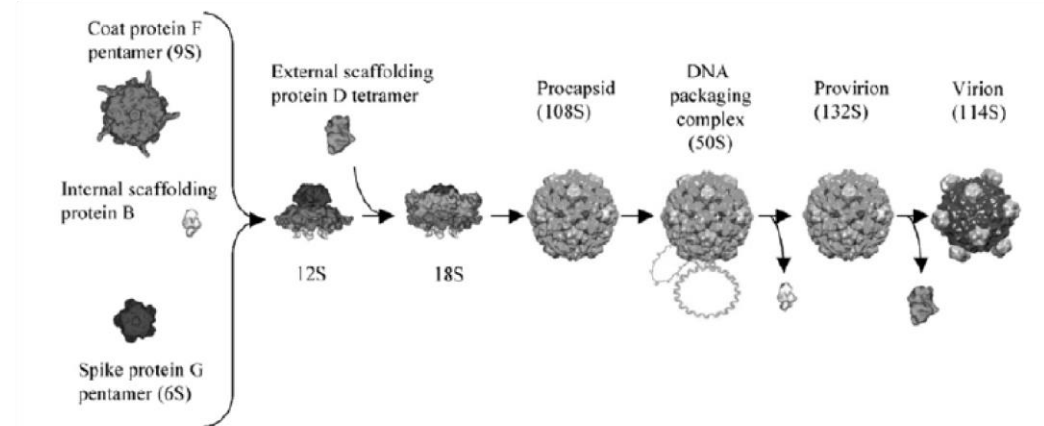 Coat protein F
pentamer (9S)
External scaffolding
protein D tetramer
Procapsid
(108S)
DNA
packaging
complex
(50S)
Provirion
(132S)
Virion
(114S)
Internal scaffolding
protein B
12S
18S
Spike protein G
pentamer (6S)